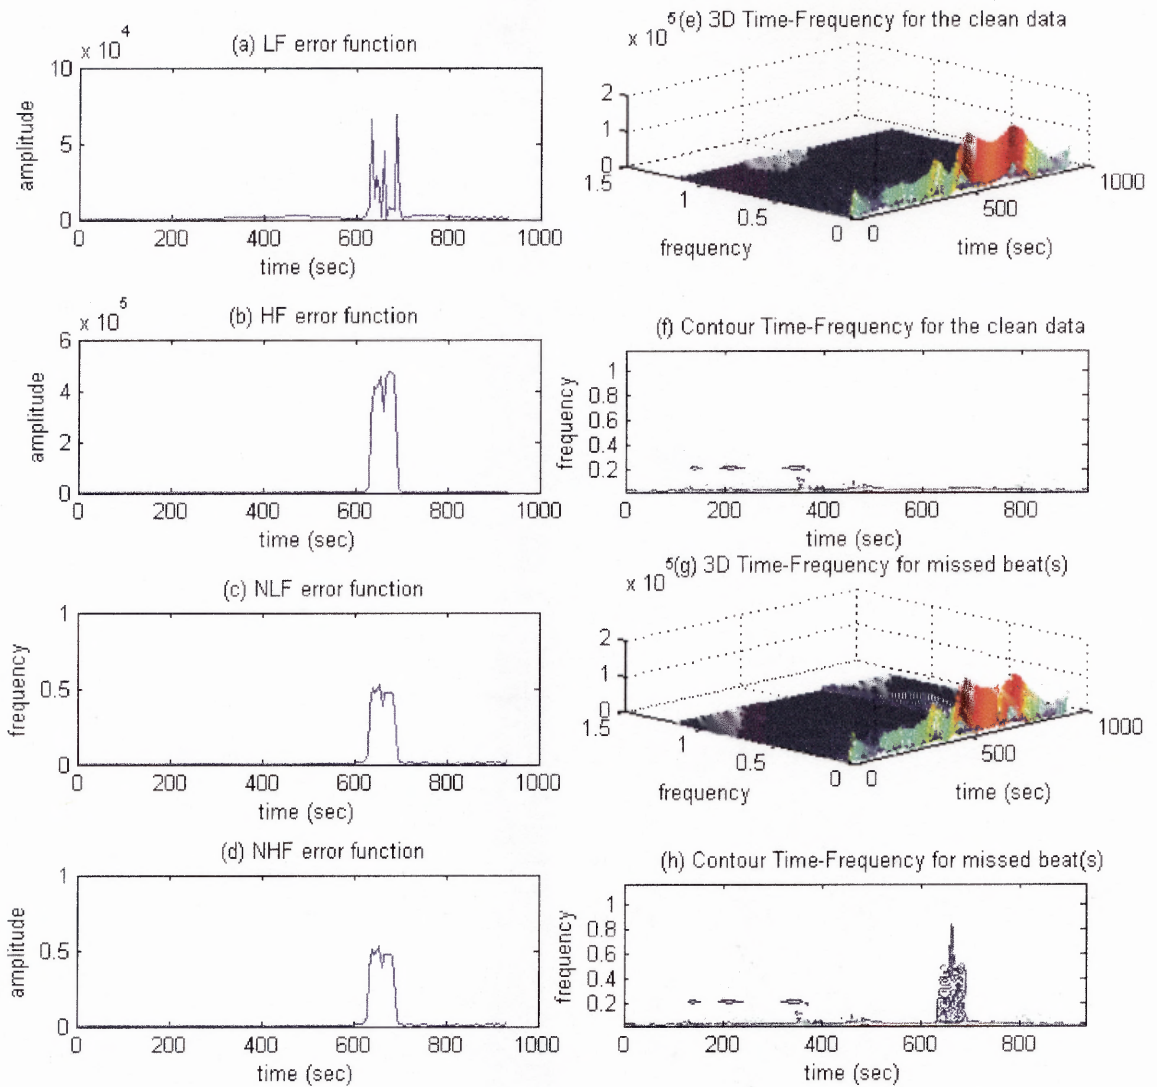 x 10^4
(a) LF error function
10
5
0
amplitude
0 200 400 600 800 1000
time (sec)
x 10^5
(b) HF error function
6
4
2
0
amplitude
0 200 400 600 800 1000
time (sec)
(c) NLF error function
1
0.5
0
frequency
0 200 400 600 800 1000
time (sec)
(d) NHF error function
1
0.5
0
amplitude
0 200 400 600 800 1000
time (sec)
x 10^5 (e) 3D Time-Frequency for the clean data
2
1
0
1.5 1 0.5 0
0 500 1000
frequency
time (sec)
(f) Contour Time-Frequency for the clean data
1
0.8
0.6
0.4
0.2
frequency
0 200 400 600 800
time (sec)
x 10^5 (g) 3D Time-Frequency for missed beat(s)
2
1
0
1.5 1 0.5 0
0 500 1000
frequency
time (sec)
(h) Contour Time-Frequency for missed beat(s)
1
0.8
0.6
0.4
0.2
frequency
0 200 400 600 800
time (sec)